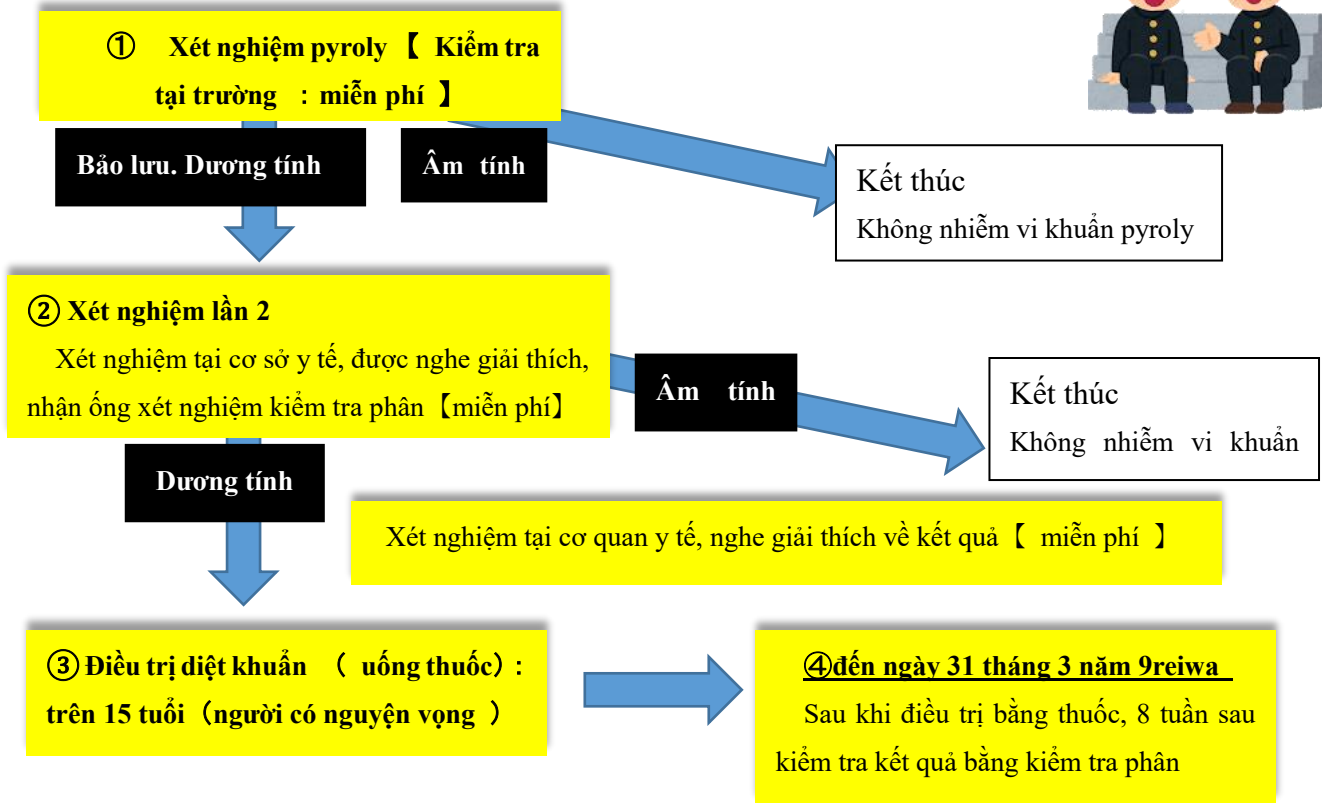 ① Xét nghiệm pyroly【 Kiểm tra
tại trường ：miễn phí 】
Bảo lưu. Dương tính
Âm tính
Kết thúc
Không nhiễm vi khuẩn pyroly
② Xét nghiệm lần 2
Xét nghiệm tại cơ sở y tế, được nghe giải thích,
nhận ống xét nghiệm kiểm tra phân【miễn phí】
Âm tính
Kết thúc
Không nhiễm vi khuẩn
Dương tính
Xét nghiệm tại cơ quan y tế, nghe giải thích về kết quả【 miễn phí 】
③ Điều trị diệt khuẩn （ uống thuốc）:
trên 15 tuổi（người có nguyện vọng ）
④đến ngày 31 tháng 3 năm 9reiwa
Sau khi điều trị bằng thuốc, 8 tuần sau
kiểm tra kết quả bằng kiểm tra phân